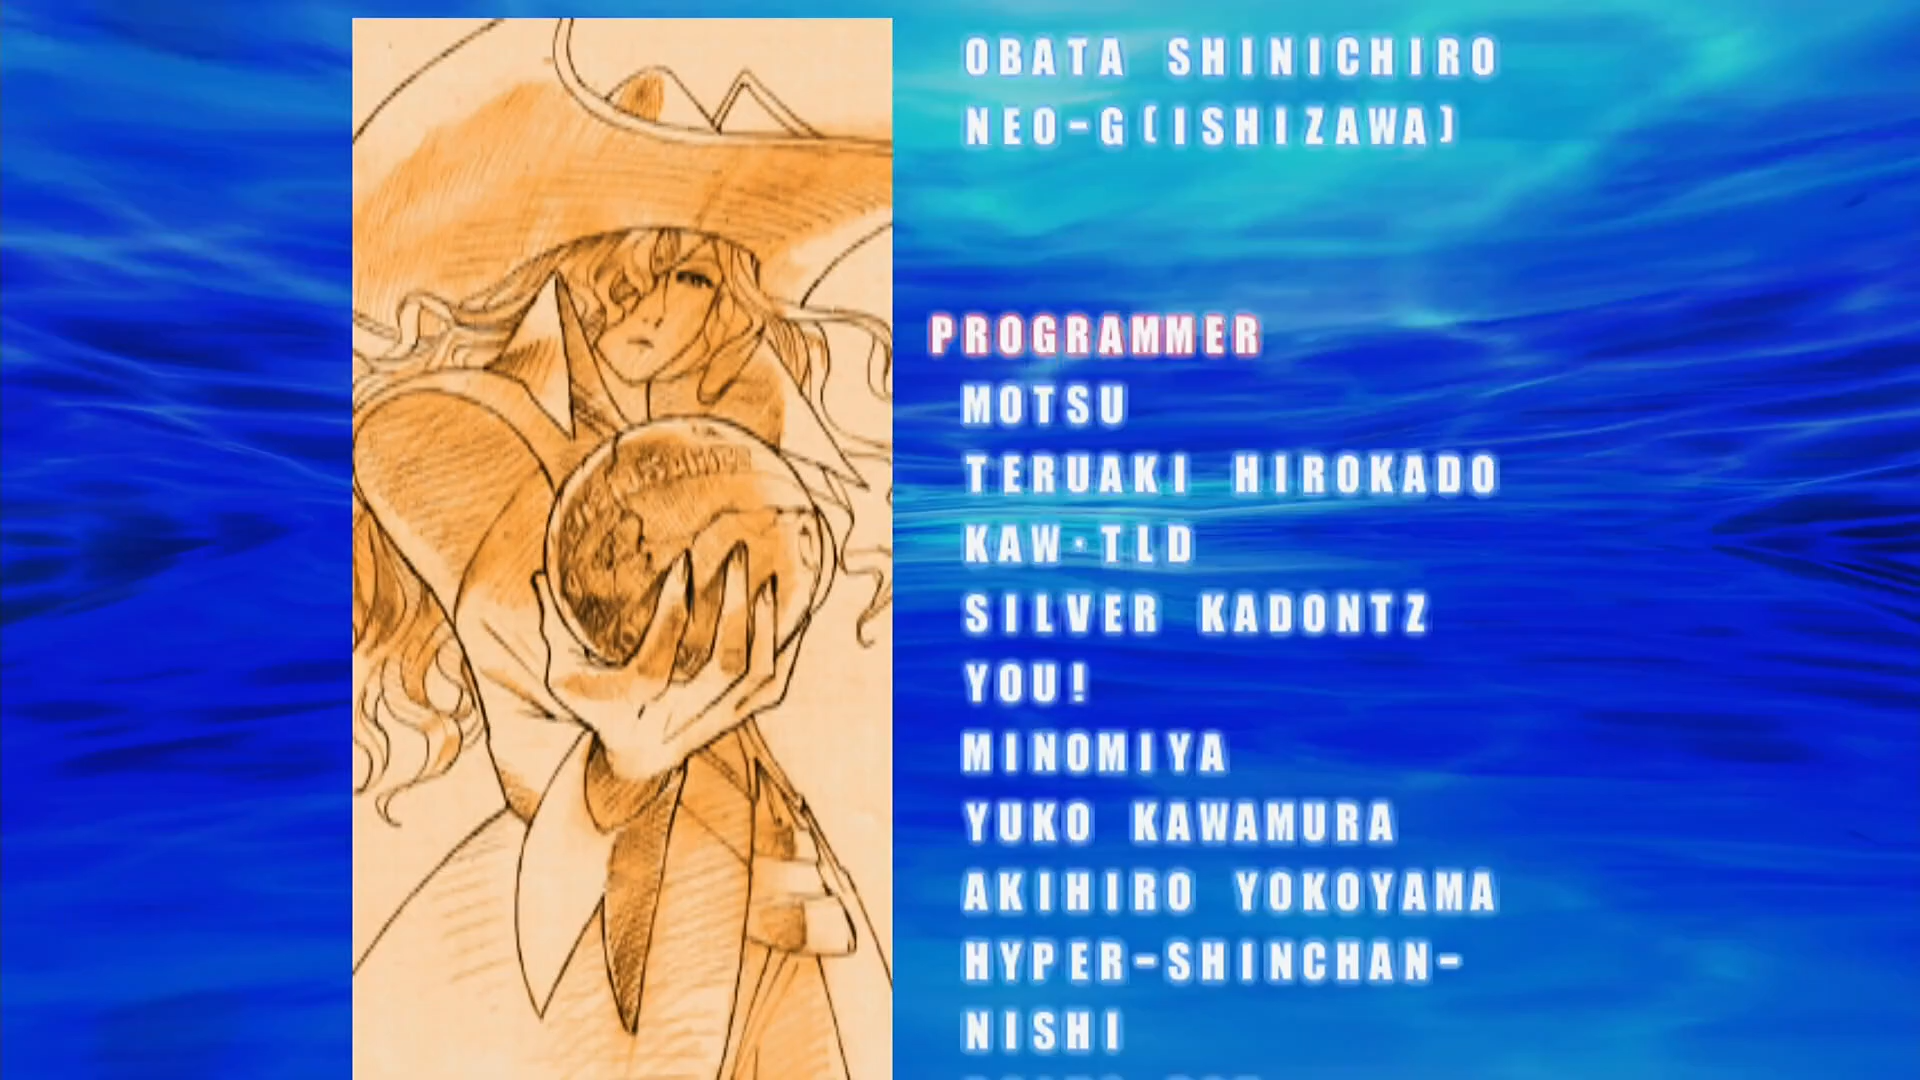 OBATA SHINICHIRO
NEO-G(ISHIZAWA)
PROGRAMMER
MOTSU
TERUAKI HIROKADO
KAW·TLD
SILVER KADONTZ
YOU!
MINOMIYA
YUKO KAWAMURA
AKIHIRO YOKOYAMA
HYPER-SHINCHAN-
NISHI